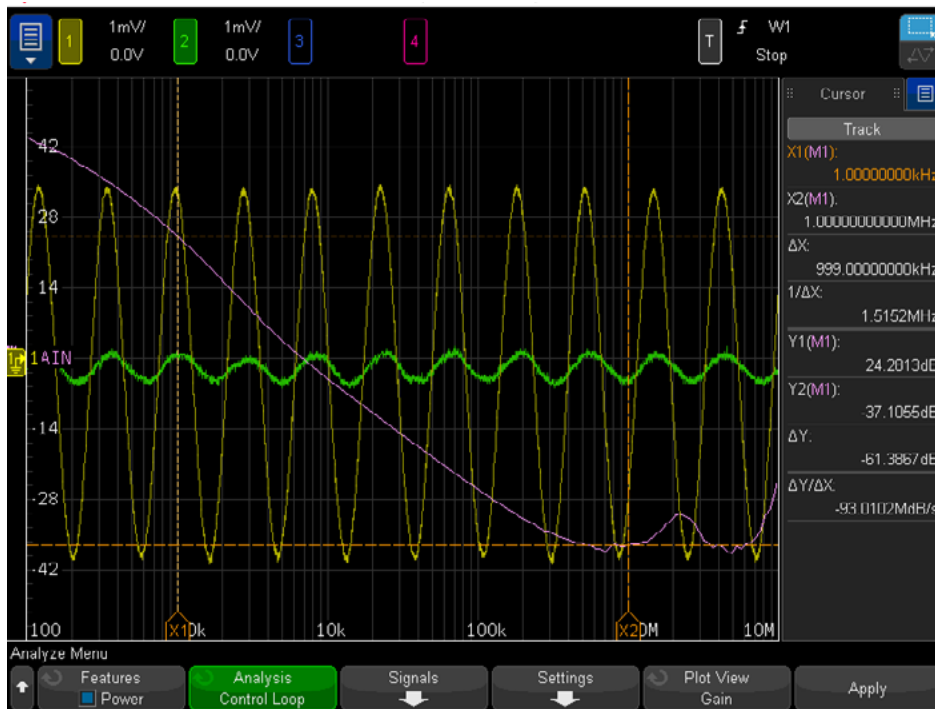 1 1mV/ 2 1mV/ 3 4 T W1
0.0V 0.0V Stop
Cursor
Track
X1(M1):
1.00000000kHz
X2(M1):
1.00000000000MHz
ΔX:
999.00000000kHz
1/ΔX:
1.5152MHz
Y1(M1):
24.2013dB
Y2(M1):
-37.1055dB
ΔY:
-61.3867dB
ΔY/ΔX:
-93.0102MdB/s
42
28
14
1 1AIN
-14
-28
-42
100 X1 0k 10k 100k X2 0M 10M
Analyze Menu
Features Analysis Signals Settings Plot View Apply
Power Control Loop Gain